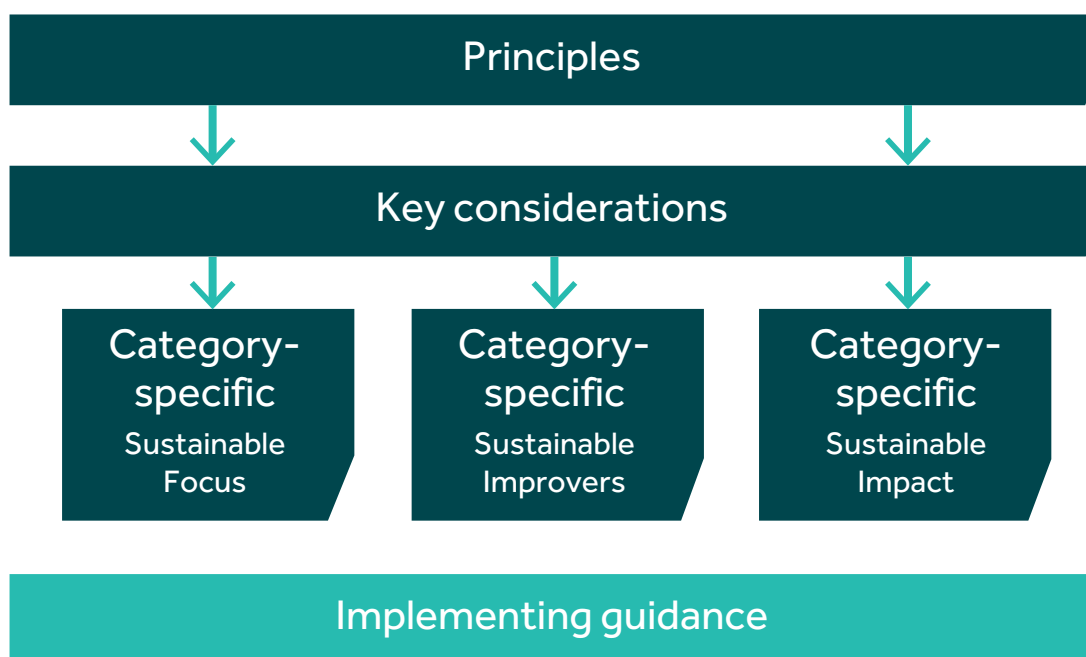 Principles
Key considerations
Category-
specific
Sustainable
Focus
Category-
specific
Sustainable
Improvers
Category-
specific
Sustainable
Impact
Implementing guidance